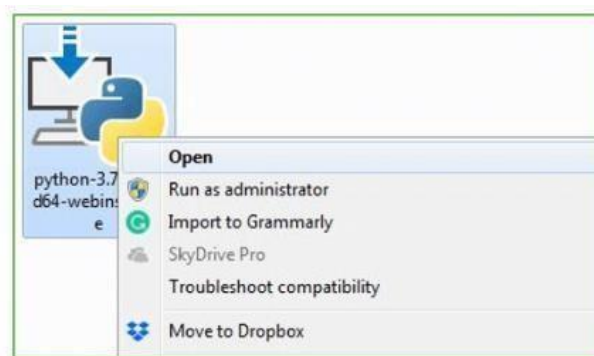 python-3.7
d64-webins
e
Open
Run as administrator
Import to Grammarly
SkyDrive Pro
Troubleshoot compatibility
Move to Dropbox